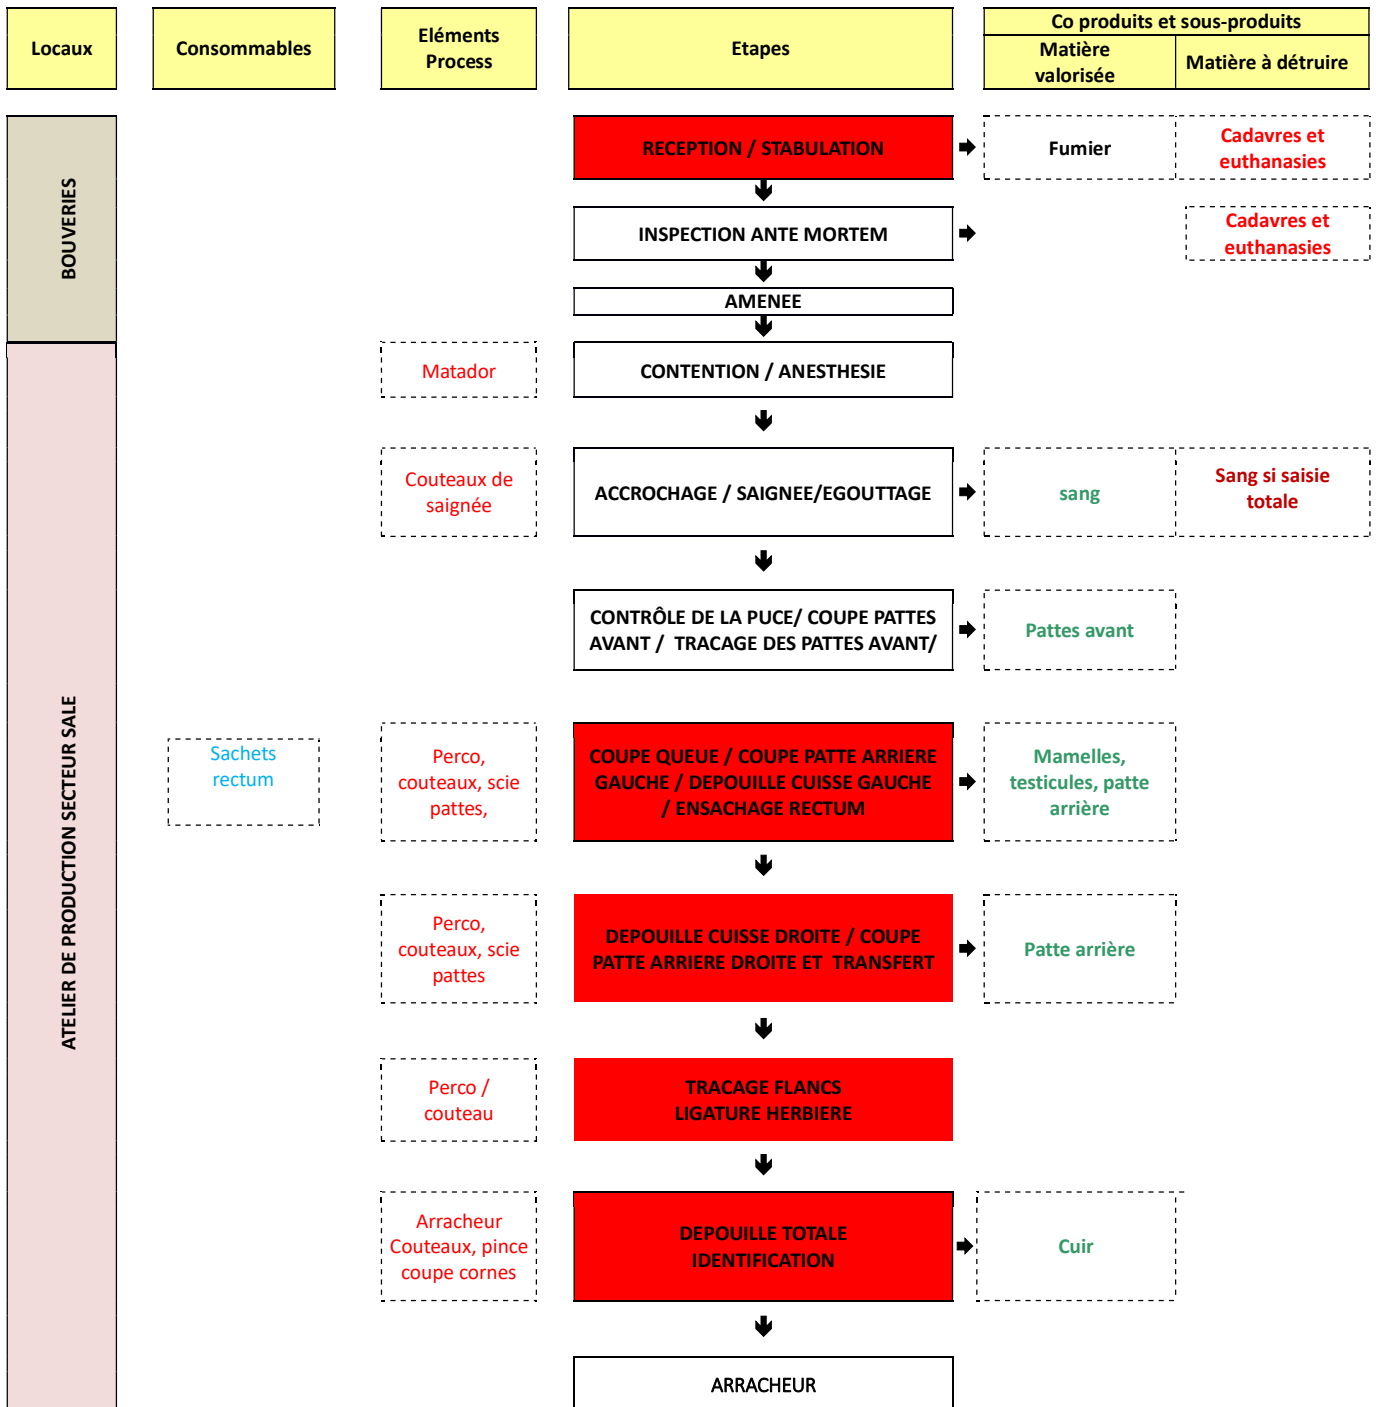 Locaux
Consommables
Eléments
Process
Etapes
Co produits et sous-produits
Matière
valorisée
Matière à détruire
BOUVERIES
RECEPTION / STABULATION
Fumier
Cadavres et
euthanasies
INSPECTION ANTE MORTEM
Cadavres et
euthanasies
AMENEE
ATELIER DE PRODUCTION SECTEUR SALE
Matador
CONTENTION / ANESTHESIE
Couteaux de
saignée
ACCROCHAGE / SAIGNEE/EGOUTTAGE
sang
Sang si saisie
totale
CONTRÔLE DE LA PUCE/ COUPE PATTES
AVANT / TRACAGE DES PATTES AVANT/
Pattes avant
Sachets
rectum
Perco,
couteaux, scie
pattes,
COUPE QUEUE / COUPE PATTE ARRIERE
GAUCHE / DEPOUILLE CUISSE GAUCHE
/ ENSACHAGE RECTUM
Mamelles,
testicules, patte
arrière
Perco,
couteaux, scie
pattes
DEPOUILLE CUISSE DROITE / COUPE
PATTE ARRIERE DROITE ET TRANSFERT
Patte arrière
Perco /
couteau
TRACAGE FLANCS
LIGATURE HERBIERE
Arracheur
Couteaux, pince
coupe cornes
DEPOUILLE TOTALE
IDENTIFICATION
Cuir
ARRACHEUR